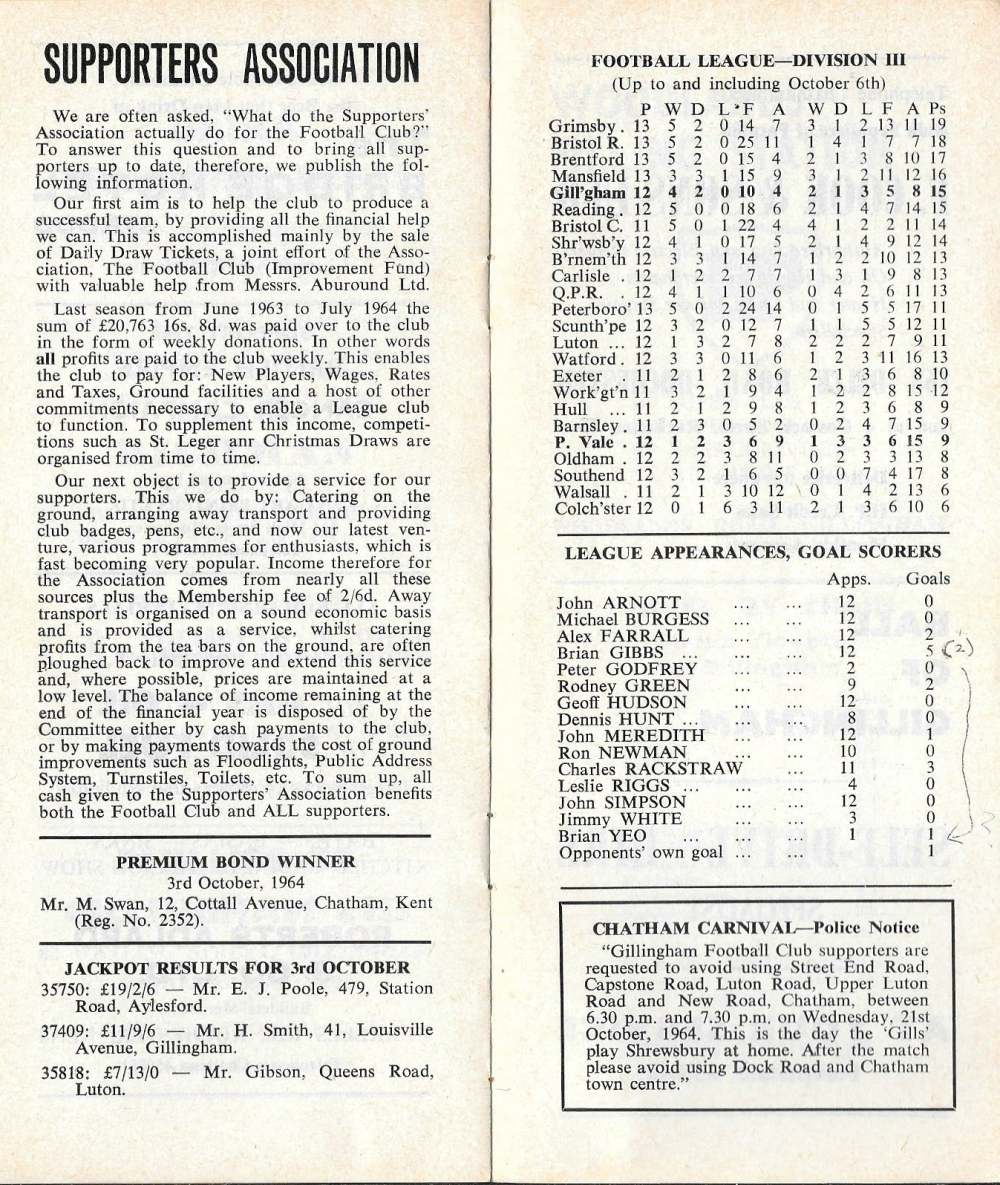 SUPPORTERS ASSOCIATION
We are often asked, "What do the Supporters'
Association actually do for the Football Club?"
To answer this question and to bring all sup-
porters up to date, therefore, we publish the fol-
lowing information.
Our first aim is to help the club to produce a
successful team, by providing all the financial help
we can. This is accomplished mainly by the sale
of Daily Draw Tickets, a joint effort of the Asso-
ciation, The Football Club (Improvement Fund)
with valuable help from Messrs. Aburound Ltd.
Last season from June 1963 to July 1964 the
sum of £20,763 16s. 8d. was paid over to the club
in the form of weekly donations. In other words
all profits are paid to the club weekly. This enables
the club to pay for: New Players, Wages, Rates
and Taxes, Ground facilities and a host of other
commitments necessary to enable a League club
to function. To supplement this income, competi-
tions such as St. Leger anr Christmas Draws are
organised from time to time.
Our next object is to provide a service for our
supporters. This we do by: Catering on the
ground, arranging away transport and providing
club badges, pens, etc., and now our latest ven-
ture, various programmes for enthusiasts, which is
fast becoming very popular. Income therefore for
the Association comes from nearly all these
sources plus the Membership fee of 2/6d. Away
transport is organised on a sound economic basis
and is provided as a service, whilst catering
profits from the tea bars on the ground, are often
ploughed back to improve and extend this service
and, where possible, prices are maintained at a
low level. The balance of income remaining at the
end of the financial year is disposed of by the
Committee either by cash payments to the club,
or by making payments towards the cost of ground
improvements such as Floodlights, Public Address
System, Turnstiles, Toilets, etc. To sum up, all
cash given to the Supporters' Association benefits
both the Football Club and ALL supporters.
PREMIUM BOND WINNER
3rd October, 1964
Mr. M. Swan, 12, Cottall Avenue, Chatham, Kent
(Reg. No. 2352).
JACKPOT RESULTS FOR 3rd OCTOBER
35750: £19/2/6 — Mr. E. J. Poole, 479, Station
Road, Aylesford.
37409: £11/9/6 — Mr. H. Smith, 41, Louisville
Avenue, Gillingham.
35818: £7/13/0 — Mr. Gibson, Queens Road,
Luton.
FOOTBALL LEAGUE—DIVISION III
(Up to and including October 6th)
P W D L F A W D L F A Ps
Grimsby . 13 5 2 0 14 7 3 1 2 13 11 19
Bristol R. 13 5 2 0 25 11 1 4 1 7 7 18
Brentford 13 5 2 0 15 4 2 1 3 8 10 17
Mansfield 13 3 3 1 15 9 3 1 2 11 12 16
Gill'gham 12 4 2 0 10 4 2 1 3 5 8 15
Reading . 12 5 0 0 18 6 2 1 4 7 14 15
Bristol C. 11 5 0 1 22 4 4 1 2 2 11 14
Shr'wsb'y 12 4 1 0 17 5 2 1 4 9 12 14
B'rnem'th 12 3 3 1 14 7 1 2 2 10 12 13
Carlisle . 12 1 2 2 7 7 1 3 1 9 8 13
Q.P.R. . 12 4 1 1 10 6 0 4 2 6 11 13
Peterboro' 13 5 0 2 24 14 0 1 5 5 17 11
Scunth'pe 12 3 2 0 12 7 1 1 5 5 12 11
Luton ... 12 1 3 2 7 8 2 2 2 7 9 11
Watford . 12 3 3 0 11 6 1 2 3 11 16 13
Exeter . 11 2 1 2 8 6 2 1 3 6 8 10
Work'gt'n 11 3 2 1 9 4 1 2 2 8 15 12
Hull ... 11 2 1 2 9 8 1 2 3 6 8 9
Barnsley . 11 2 3 0 5 2 0 2 4 7 15 9
P. Vale . 12 1 2 3 6 9 1 3 3 6 15 9
Oldham . 12 2 2 3 8 11 0 2 3 3 13 8
Southend 12 3 2 1 6 5 0 0 7 4 17 8
Walsall . 11 2 1 3 10 12 0 1 4 2 13 6
Colch'ster 12 0 1 6 3 11 2 1 3 6 10 6
LEAGUE APPEARANCES, GOAL SCORERS
Apps. Goals
John ARNOTT ... ... 12 0
Michael BURGESS ... ... 12 0
Alex FARRALL ... ... 12 2
Brian GIBBS ... ... ... 12 5 (2)
Peter GODFREY ... ... 2 0
Rodney GREEN ... ... 9 2
Geoff HUDSON ... ... 12 0
Dennis HUNT ... ... ... 8 0
John MEREDITH ... ... 12 1
Ron NEWMAN ... ... 10 0
Charles RACKSTRAW ... 11 3
Leslie RIGGS ... ... ... 4 0
John SIMPSON ... ... 12 0
Jimmy WHITE ... ... 3 0
Brian YEO ... ... ... 1 1 ?
Opponents' own goal ... ... 1
CHATHAM CARNIVAL—Police Notice
"Gillingham Football Club supporters are
requested to avoid using Street End Road,
Capstone Road, Luton Road, Upper Luton
Road and New Road, Chatham, between
6.30 p.m. and 7.30 p.m. on Wednesday, 21st
October, 1964. This is the day the 'Gills'
play Shrewsbury at home. After the match
please avoid using Dock Road and Chatham
town centre."